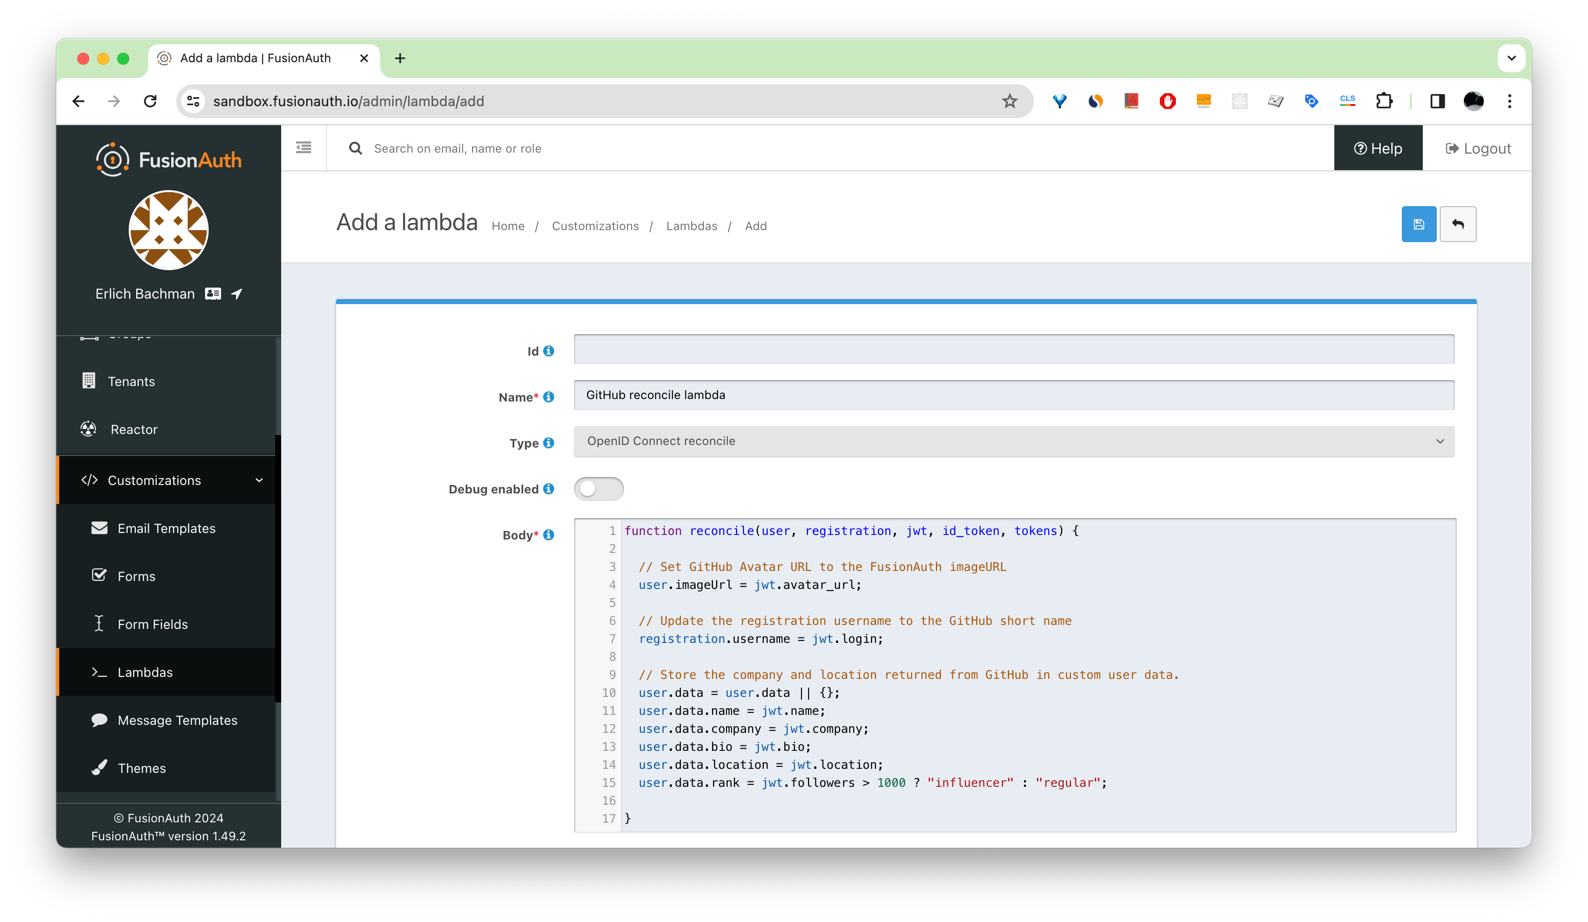 Add a lambda | FusionAuth
sandbox.fusionauth.io/admin/lambda/add
CLS
FusionAuth
Search on email, name or role
Help
Logout
Erlich Bachman
Add a lambda
Home / Customizations / Lambdas / Add
Groups
Tenants
Reactor
Customizations
Email Templates
Forms
Form Fields
Lambdas
Message Templates
Themes
© FusionAuth 2024
FusionAuth™ version 1.49.2
Id
Name* GitHub reconcile lambda
Type OpenID Connect reconcile
Debug enabled
Body*
1 function reconcile(user, registration, jwt, id_token, tokens) {
2
3 // Set GitHub Avatar URL to the FusionAuth imageURL
4 user.imageUrl = jwt.avatar_url;
5
6 // Update the registration username to the GitHub short name
7 registration.username = jwt.login;
8
9 // Store the company and location returned from GitHub in custom user data.
10 user.data = user.data || {};
11 user.data.name = jwt.name;
12 user.data.company = jwt.company;
13 user.data.bio = jwt.bio;
14 user.data.location = jwt.location;
15 user.data.rank = jwt.followers > 1000 ? "influencer" : "regular";
16
17 }